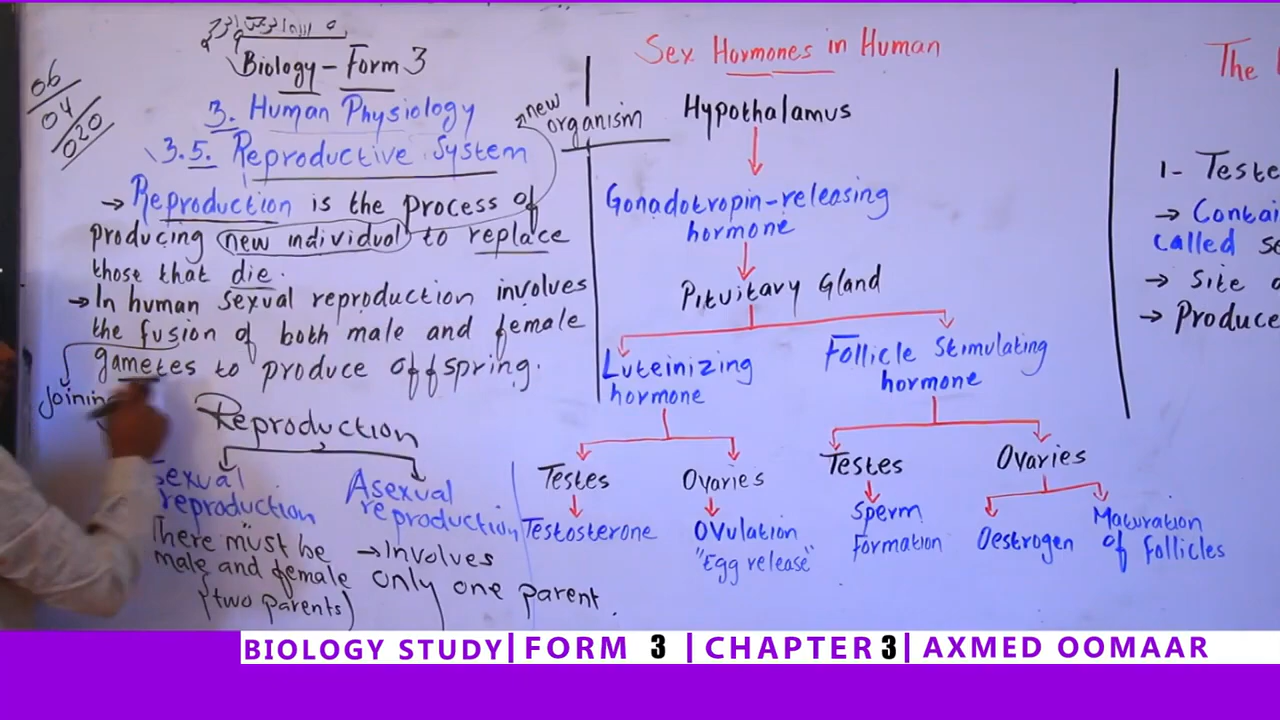 Biology - Form 3
06/04/2020
3. Human Physiology
3.5. Reproductive System
new
organism
→ Reproduction is the process of
producing new individual to replace
those that die.
→ In human sexual reproduction involves
the fusion of both male and female
gametes to produce offspring.
Joining
Reproduction
Sexual
reproduction
There must be
male and female
(two parents)
Asexual
reproduction
→ Involves
only one parent.
Sex Hormones in Human
Hypothalamus
Gonadotropin-releasing
hormone
Pituitary Gland
Luteinizing
hormone
Follicle Stimulating
hormone
Testes
Ovaries
Testosterone
Ovulation
"Egg release"
Testes
Ovaries
Sperm
Formation
Oestrogen
Maturation
of follicles
The
1- Teste
→ Contai
called se
→ Site o
→ Produce
BIOLOGY STUDY| FORM 3 | CHAPTER 3| AXMED OOMAAR